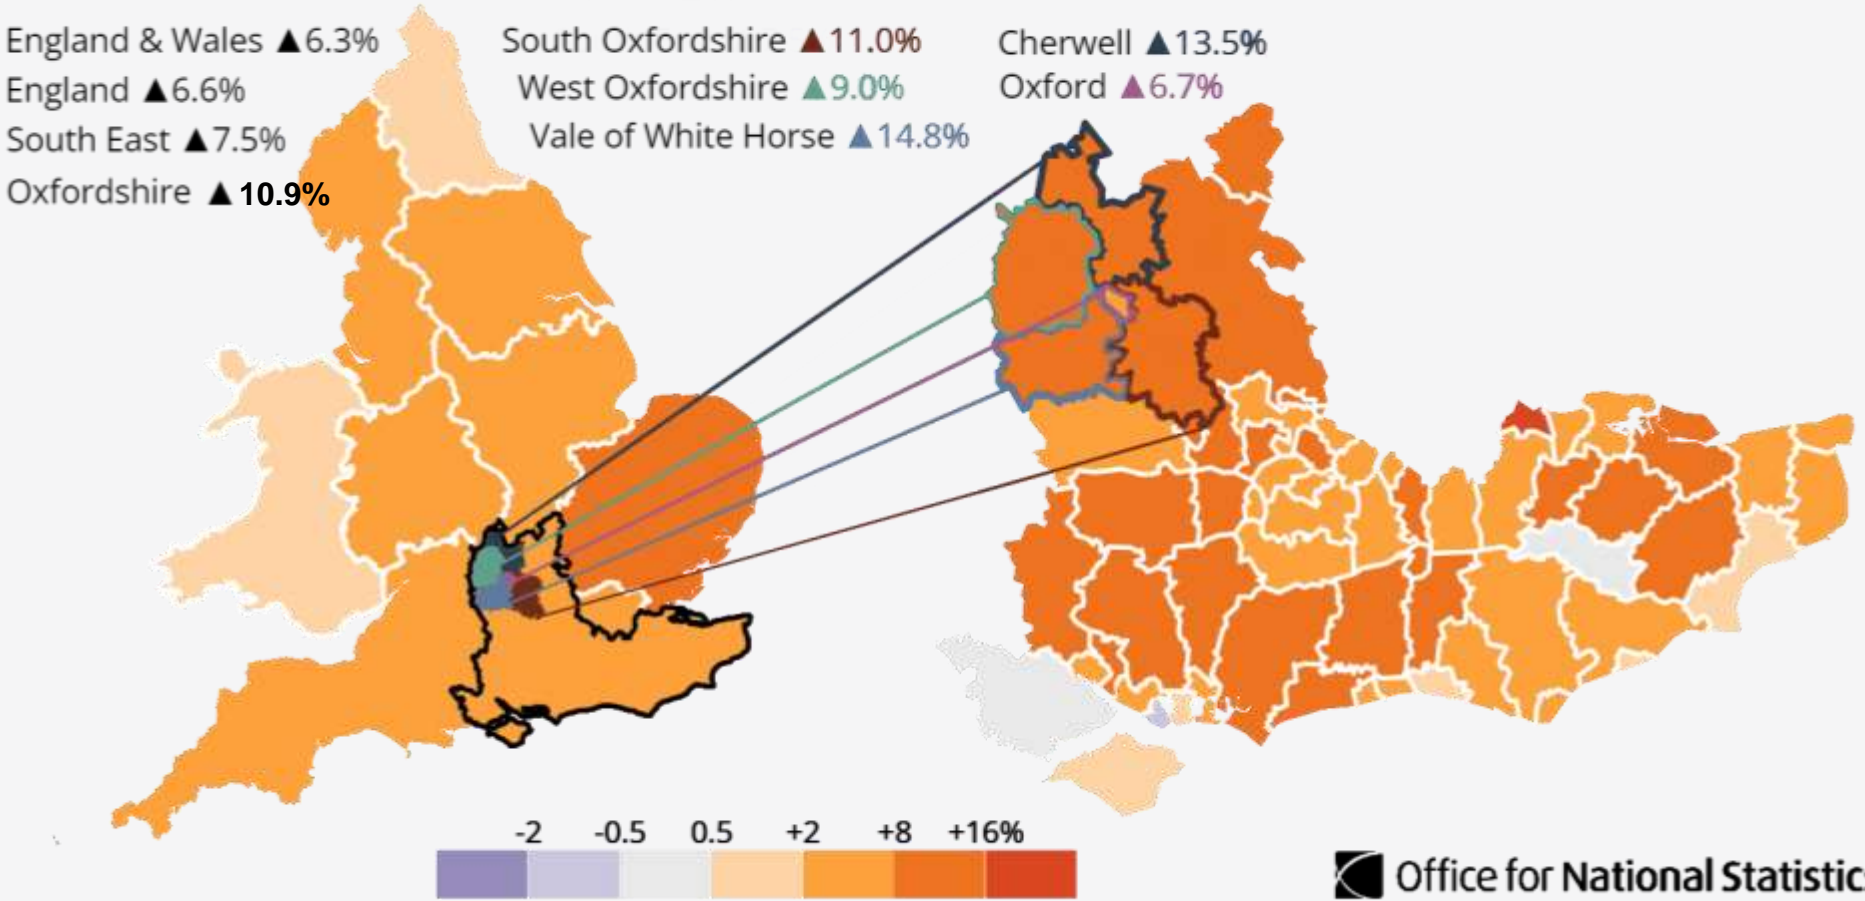 England & Wales ▲6.3%
England ▲6.6%
South East ▲7.5%
Oxfordshire ▲10.9%
South Oxfordshire ▲11.0%
West Oxfordshire ▲9.0%
Vale of White Horse ▲14.8%
Cherwell ▲13.5%
Oxford ▲6.7%
-2 -0.5 0.5 +2 +8 +16%
Office for National Statistics